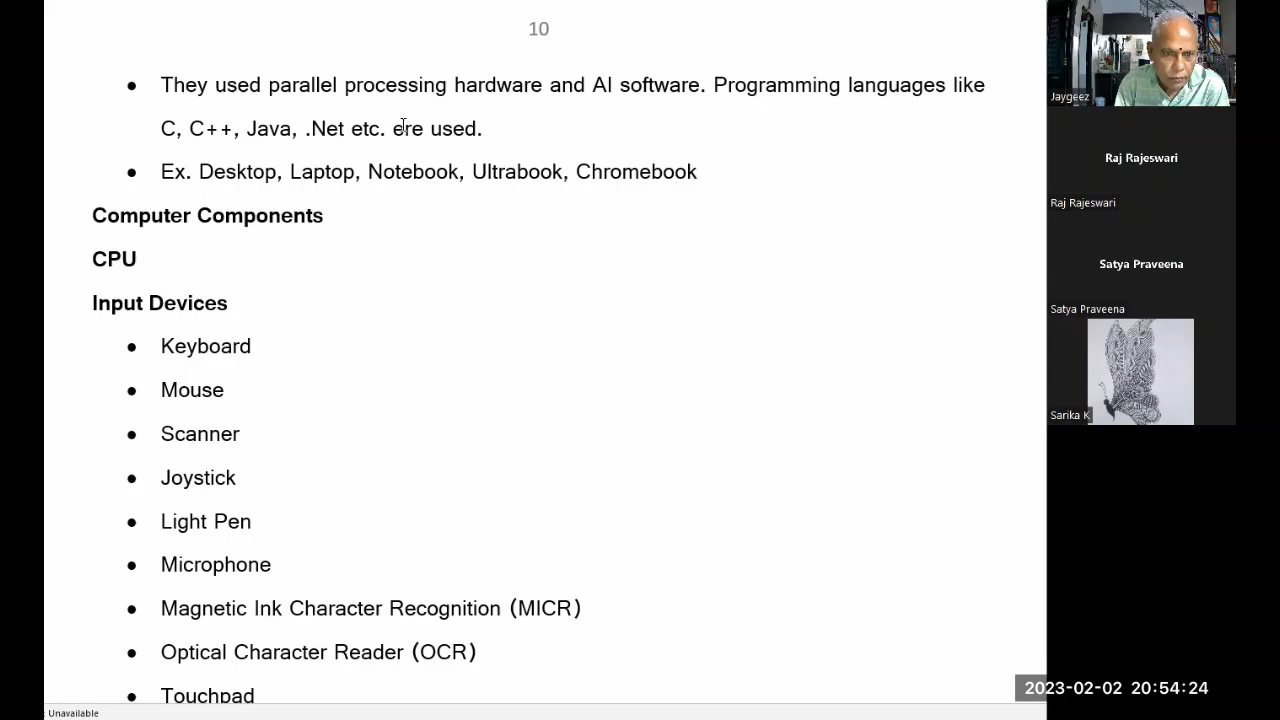 10
● They used parallel processing hardware and AI software. Programming languages like
C, C++, Java, .Net etc. ere used.
● Ex. Desktop, Laptop, Notebook, Ultrabook, Chromebook
Computer Components
CPU
Input Devices
● Keyboard
● Mouse
● Scanner
● Joystick
● Light Pen
● Microphone
● Magnetic Ink Character Recognition (MICR)
● Optical Character Reader (OCR)
● Touchpad
: Unavailable
Jaygeez
Raj Rajeswari
Raj Rajeswari
Satya Praveena
Satya Praveena
Sarika K
2023-02-02 20:54:24